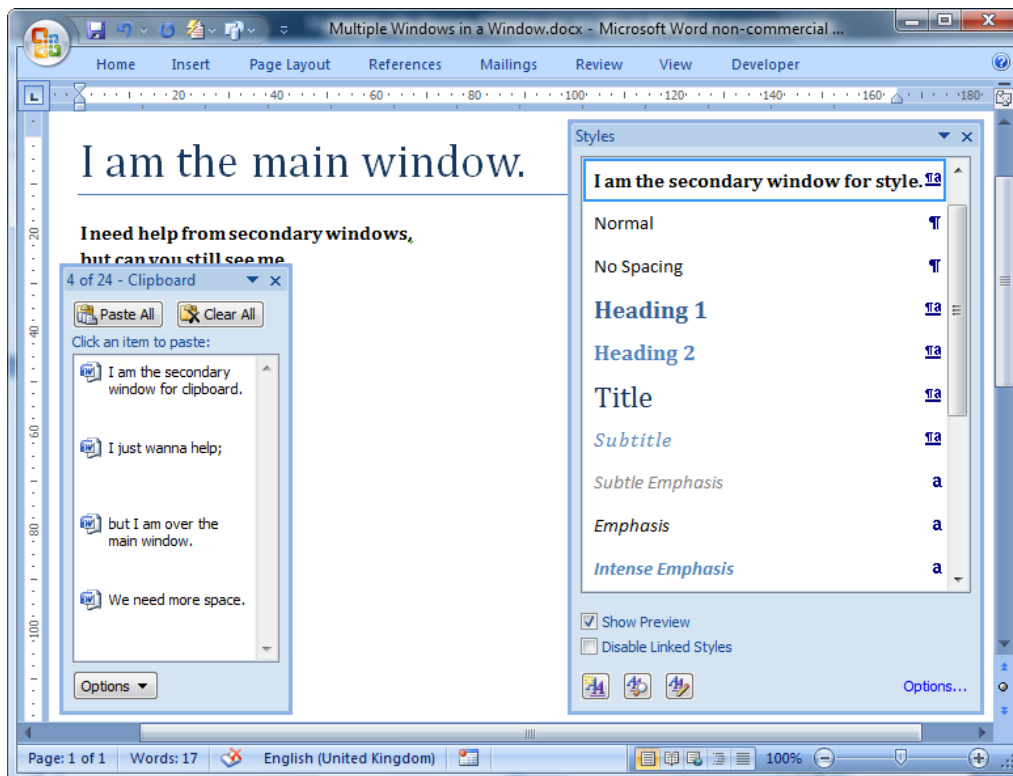 Multiple Windows in a Window.docx - Microsoft Word non-commercial ...
Home Insert Page Layout References Mailings Review View Developer
L 20 40 60 80 100 120 140 160 180
I am the main window.
I need help from secondary windows,
but can you still see me
20
40
60
80
100
4 of 24 - Clipboard
Paste All Clear All
Click an item to paste:
I am the secondary
window for clipboard.
I just wanna help;
but I am over the
main window.
We need more space.
Options
Styles
I am the secondary window for style. ¶a
Normal ¶
No Spacing ¶
Heading 1 ¶a
Heading 2 ¶a
Title ¶a
Subtitle ¶a
Subtle Emphasis a
Emphasis a
Intense Emphasis a
Show Preview
Disable Linked Styles
Options...
Page: 1 of 1 Words: 17 English (United Kingdom) 100%